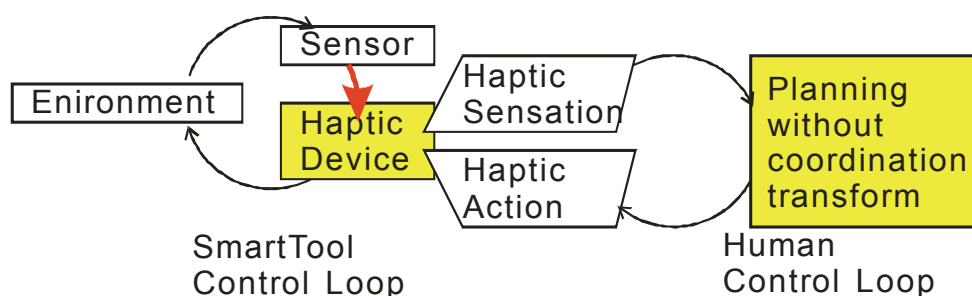 Sensor
Enironment
Haptic
Device
Haptic
Sensation
Haptic
Action
Planning
without
coordination
transform
SmartTool
Control Loop
Human
Control Loop